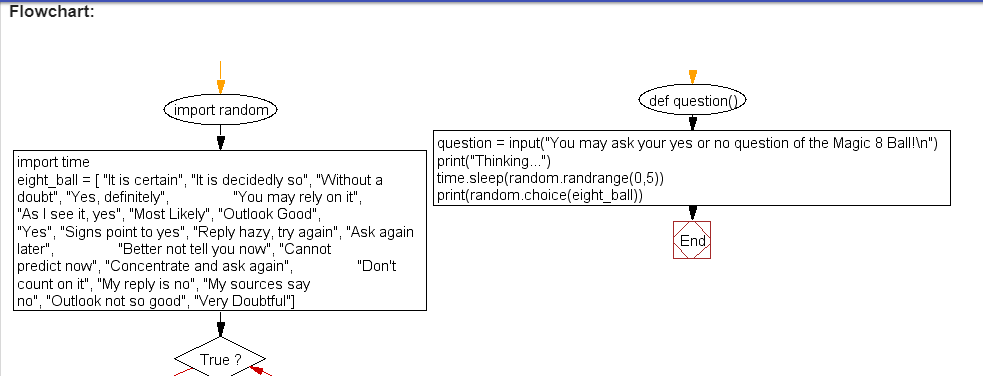 Flowchart:
import random
import time
eight_ball = [ "It is certain", "It is decidedly so", "Without a
doubt", "Yes, definitely", "You may rely on it",
"As I see it, yes", "Most Likely", "Outlook Good",
"Yes", "Signs point to yes", "Reply hazy, try again", "Ask again
later", "Better not tell you now", "Cannot
predict now", "Concentrate and ask again", "Don't
count on it", "My reply is no", "My sources say
no", "Outlook not so good", "Very Doubtful"]
True ?
def question()
question = input("You may ask your yes or no question of the Magic 8 Ball!\n")
print("Thinking...")
time.sleep(random.randrange(0,5))
print(random.choice(eight_ball))
End